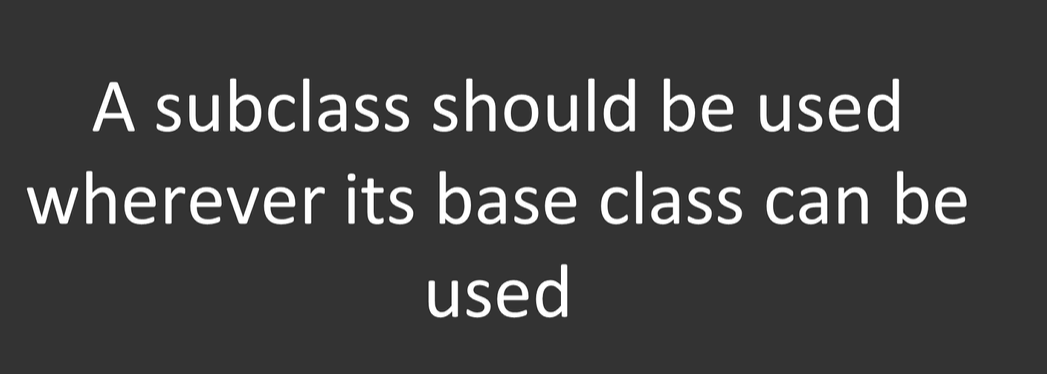 A subclass should be used
wherever its base class can be
used